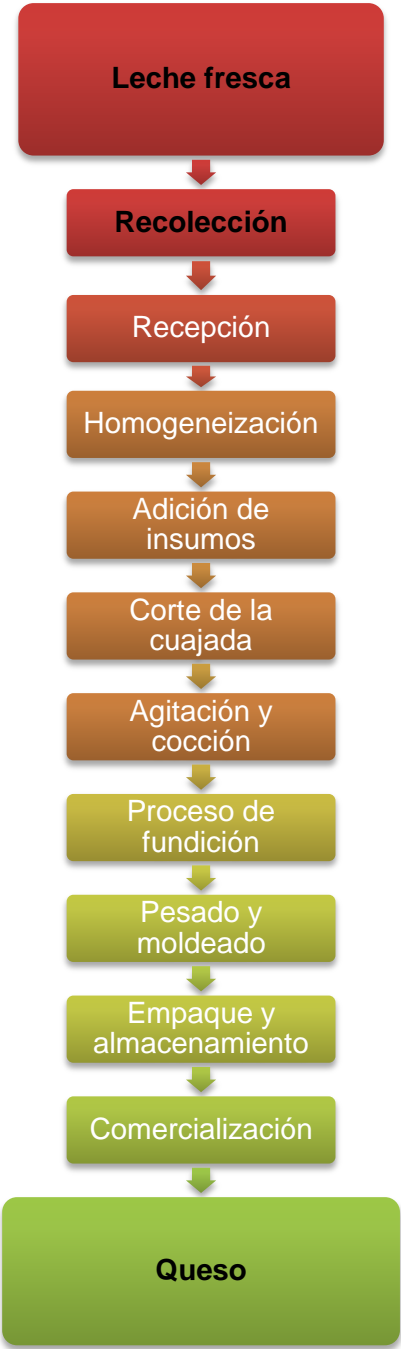 Leche fresca
Recolección
Recepción
Homogeneización
Adición de
insumos
Corte de la
cuajada
Agitación y
cocción
Proceso de
fundición
Pesado y
moldeado
Empaque y
almacenamiento
Comercialización
Queso